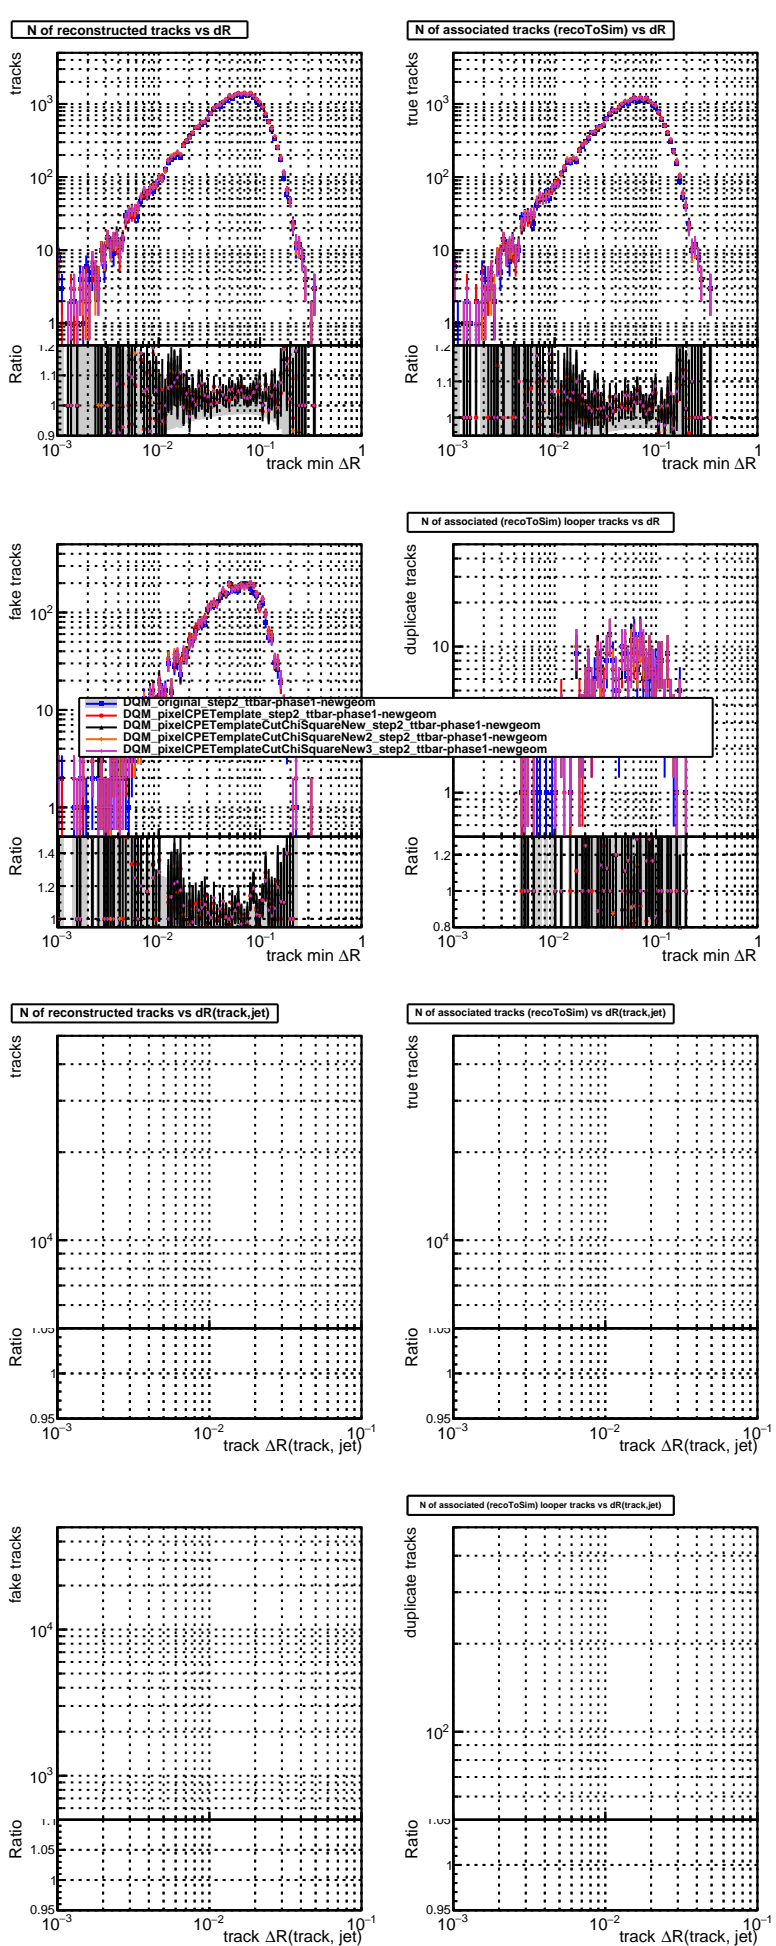 N of reconstructed tracks vs dR
N of associated tracks (recoToSim) vs dR
tracks
10³
10²
10
1
Ratio
1.2
1.1
1
0.9
10⁻³
10⁻²
10⁻¹
1
track min ΔR
true tracks
10³
10²
10
1
Ratio
1.2
1.1
1
10⁻³
10⁻²
10⁻¹
1
track min ΔR
N of associated (recoToSim) looper tracks vs dR
fake tracks
10²
10
1
DQM_original_step2_ttbar-phase1-newgeom
DQM_pixelCPETemplate_step2_ttbar-phase1-newgeom
DQM_pixelCPETemplateCutChiSquareNew_step2_ttbar-phase1-newgeom
DQM_pixelCPETemplateCutChiSquareNew2_step2_ttbar-phase1-newgeom
DQM_pixelCPETemplateCutChiSquareNew3_step2_ttbar-phase1-newgeom
Ratio
1.4
1.2
1
10⁻³
10⁻²
10⁻¹
1
track min ΔR
duplicate tracks
10
1
Ratio
1.2
1
0.8
10⁻³
10⁻²
10⁻¹
1
track min ΔR
N of reconstructed tracks vs dR(track,jet)
N of associated tracks (recoToSim) vs dR(track,jet)
tracks
10⁴
Ratio
1.05
1
0.95
10⁻³
10⁻²
10⁻¹
track ΔR(track, jet)
true tracks
10⁴
Ratio
1.05
1
0.95
10⁻³
10⁻²
10⁻¹
track ΔR(track, jet)
N of associated (recoToSim) looper tracks vs dR(track,jet)
fake tracks
10⁴
10³
Ratio
1.1
1.05
1
0.95
10⁻³
10⁻²
10⁻¹
track ΔR(track, jet)
duplicate tracks
10²
Ratio
1.05
1
0.95
10⁻³
10⁻²
10⁻¹
track ΔR(track, jet)